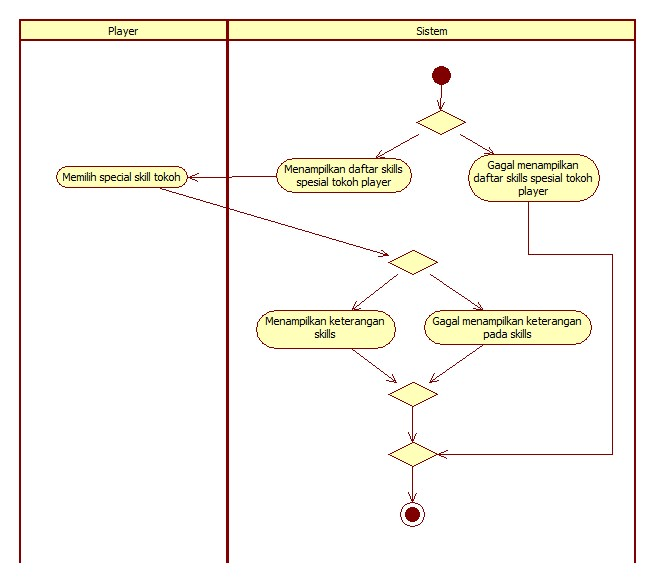 Player
Sistem
Menampilkan daftar skills
spesial tokoh player
Gagal menampilkan
daftar skills spesial tokoh
player
Memilih special skill tokoh
Menampilkan keterangan
skills
Gagal menampilkan keterangan
pada skills